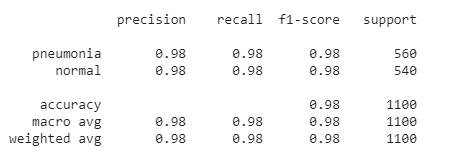 precision recall f1-score support
pneumonia 0.98 0.98 0.98 560
normal 0.98 0.98 0.98 540
accuracy 0.98 1100
macro avg 0.98 0.98 0.98 1100
weighted avg 0.98 0.98 0.98 1100